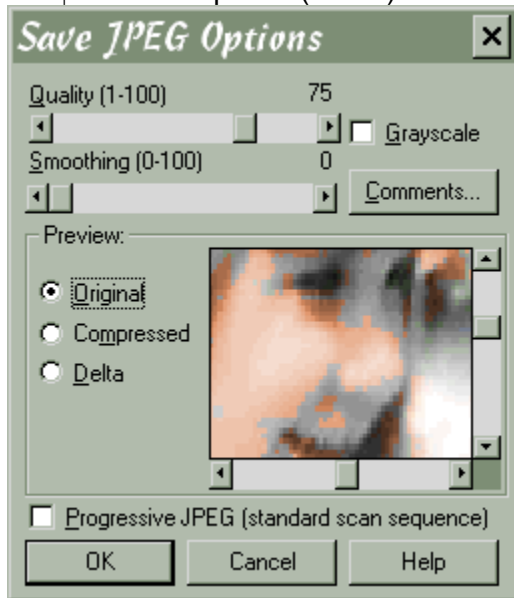 Save JPEG Options
Quality (1-100) 75
Grayscale
Smoothing (0-100) 0
Comments...
Preview:
Original
Compressed
Delta
Progressive JPEG (standard scan sequence)
OK Cancel Help